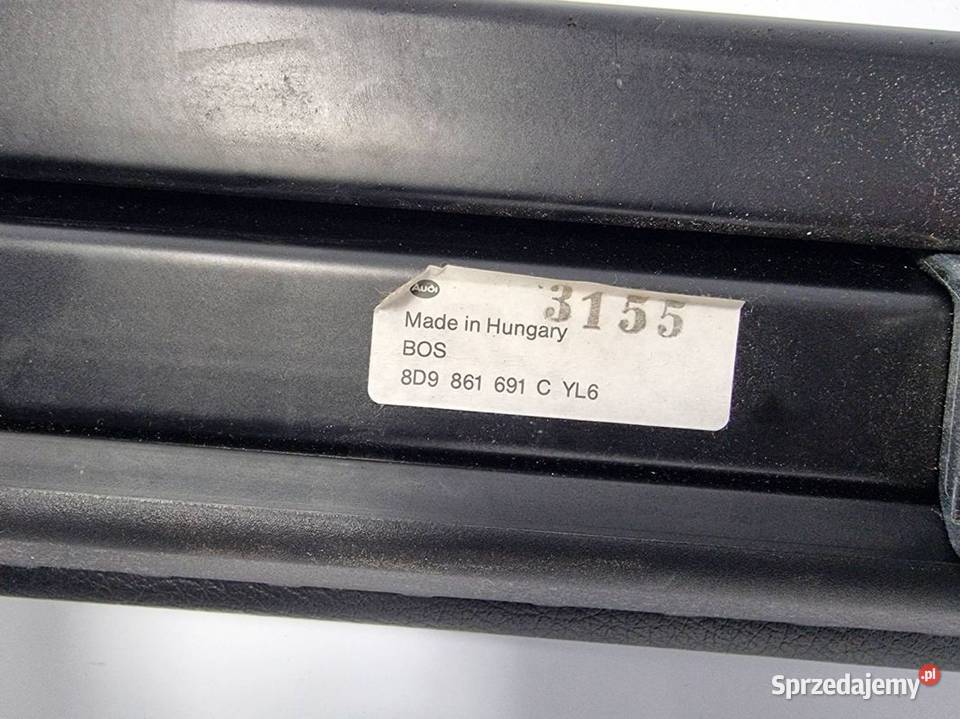 Audi
3155
Made in Hungary
BOS
8D9 861 691 C YL6
Sprzedajemy.pl